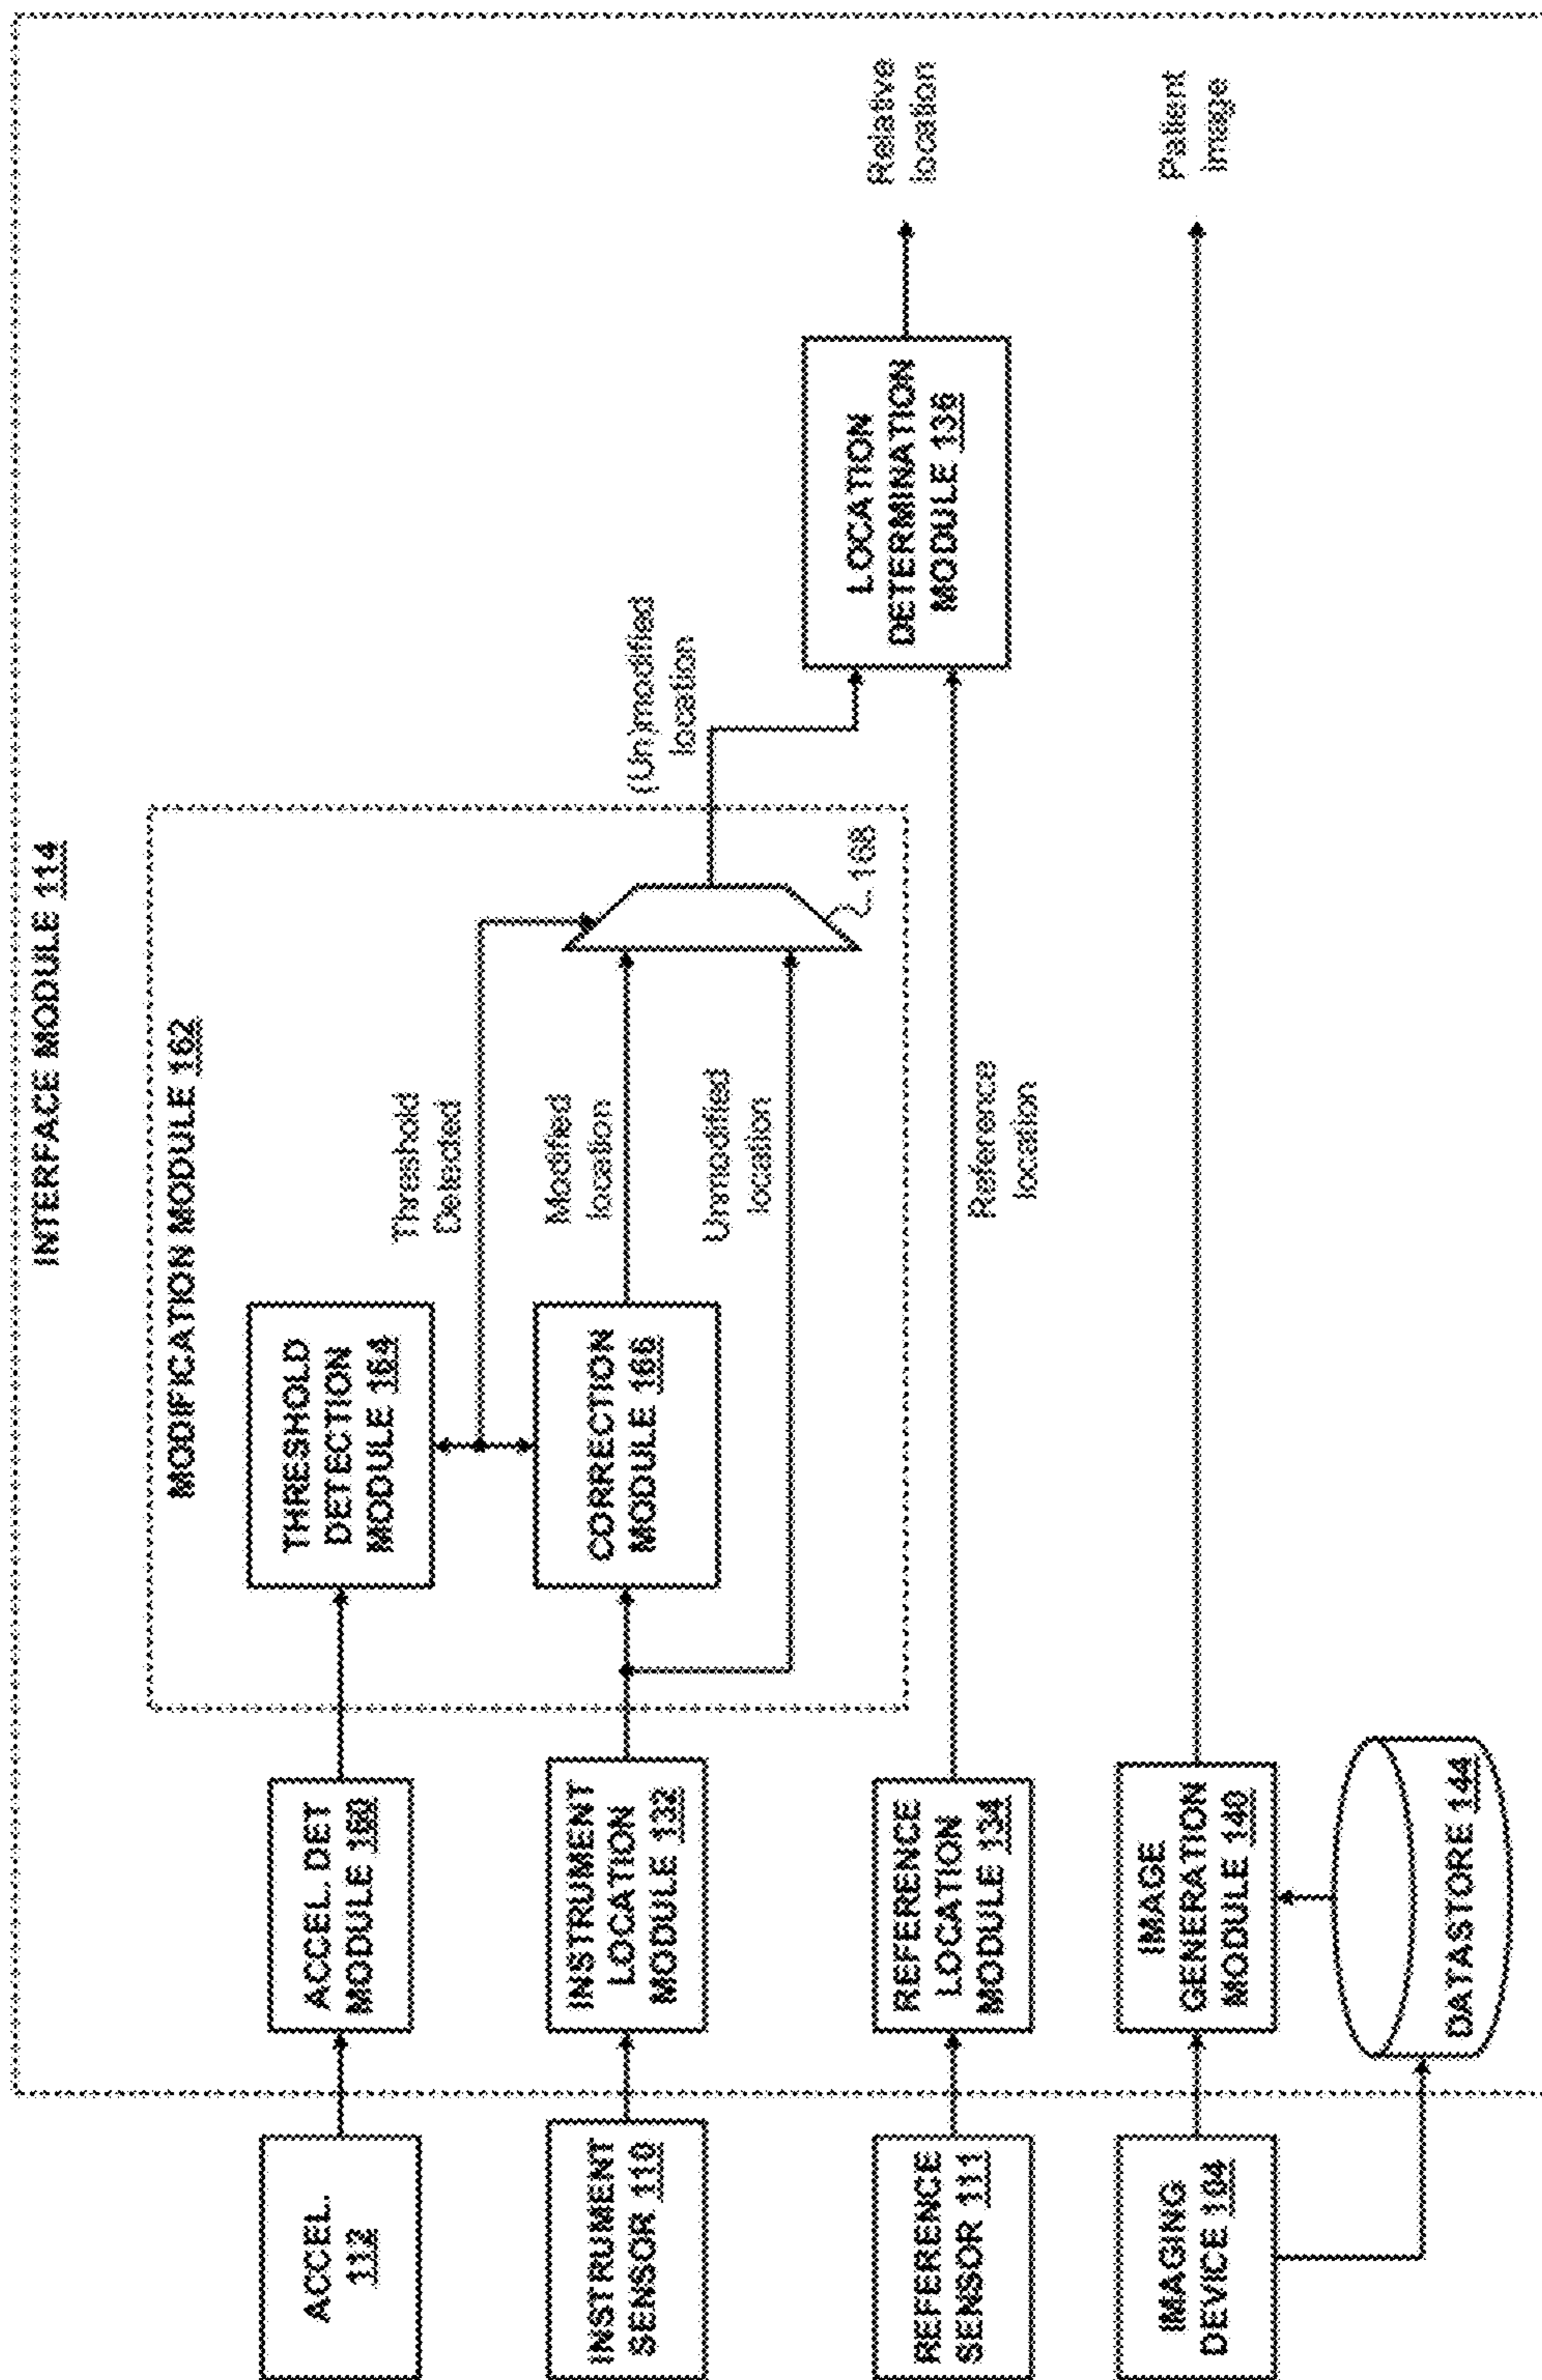 INTERFACE MODULE 114
MODIFICATION MODULE 162
ACCEL.
112
ACCEL. DET
MODULE 160
THRESHOLD
DETECTION
MODULE 164
Threshold
Deleded
INSTRUMENT
SENSOR 110
INSTRUMENT
LOCATION
MODULE 132
CORRECTION
MODULE 166
Modified
location
Unmodified
location
168
(Un)modified
location
REFERENCE
SENSOR 111
REFERENCE
LOCATION
MODULE 134
Reference
location
LOCATION
DETERMINATION
MODULE 136
Relative
location
IMAGING
DEVICE 104
IMAGE
GENERATION
MODULE 140
Patient
image
DATASTORE 144